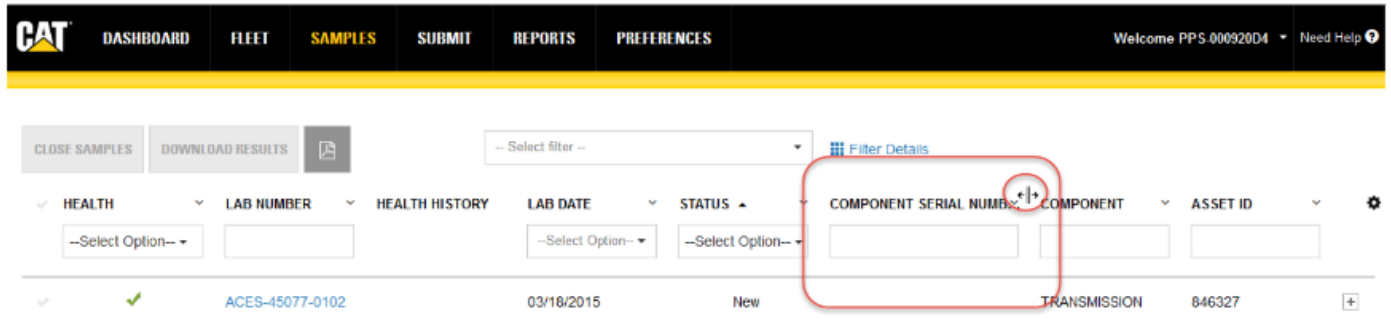 CAT DASHBOARD FLEET SAMPLES SUBMIT REPORTS PREFERENCES Welcome PPS-000920D4 Need Help ?
CLOSE SAMPLES DOWNLOAD RESULTS -- Select filter -- Filter Details
HEALTH LAB NUMBER HEALTH HISTORY LAB DATE STATUS COMPONENT SERIAL NUMB... COMPONENT ASSET ID
--Select Option-- --Select Option-- --Select Option--
ACES-45077-0102 03/18/2015 New TRANSMISSION 846327